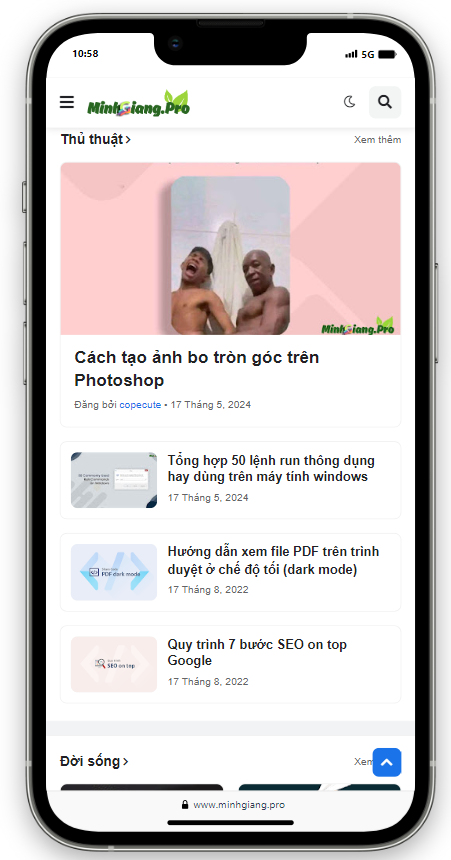 10:58
5G
MinhGiang.Pro
Thủ thuật
Xem thêm
MinhGiang.Pro
Cách tạo ảnh bo tròn góc trên
Photoshop
Đăng bởi copecute • 17 Tháng 5, 2024
Tổng hợp 50 lệnh run thông dụng
hay dùng trên máy tính windows
17 Tháng 5, 2024
PDF dark mode
Hướng dẫn xem file PDF trên trình
duyệt ở chế độ tối (dark mode)
17 Tháng 8, 2022
SEO on top
Quy trình 7 bước SEO on top
Google
17 Tháng 8, 2022
Đời sống
Xem
www.minhgiang.pro